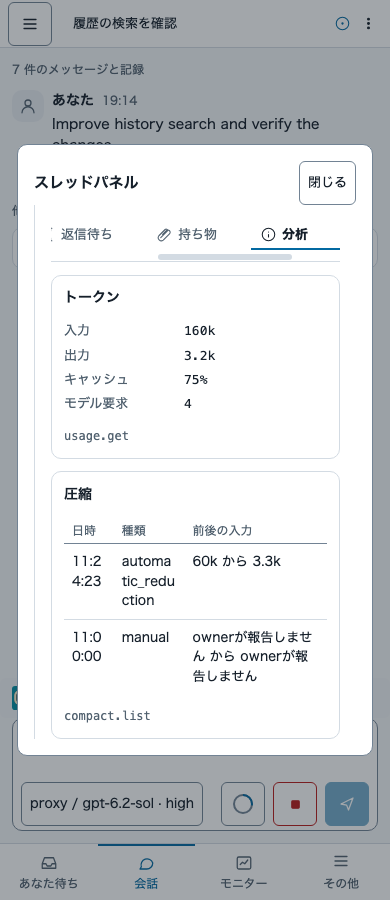 履歴の検索を確認
7 件のメッセージと記録
あなた 19:14
Improve history search and verify the
スレッドパネル
閉じる
返信待ち
持ち物
分析
トークン
入力 160k
出力 3.2k
キャッシュ 75%
モデル要求 4
usage.get
圧縮
日時 種類 前後の入力
11:2 automa 60k から 3.3k
4:23 tic_redu
ction
11:0 manual ownerが報告しませ
0:00 ん から ownerが報
告しません
compact.list
proxy / gpt-6.2-sol · high
あなた待ち
会話
モニター
その他